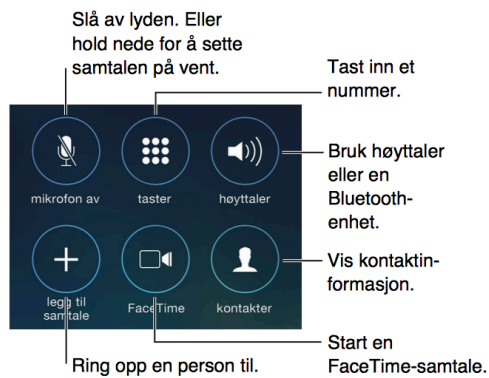 Slå av lyden. Eller
hold nede for å sette
samtalen på vent.
Tast inn et
nummer.
mikrofon av
taster
høyttaler
Bruk høyttaler
eller en
Bluetooth-
enhet.
legg til
samtale
FaceTime
kontakter
Vis kontaktin-
formasjon.
Ring opp en person til.
Start en
FaceTime-samtale.